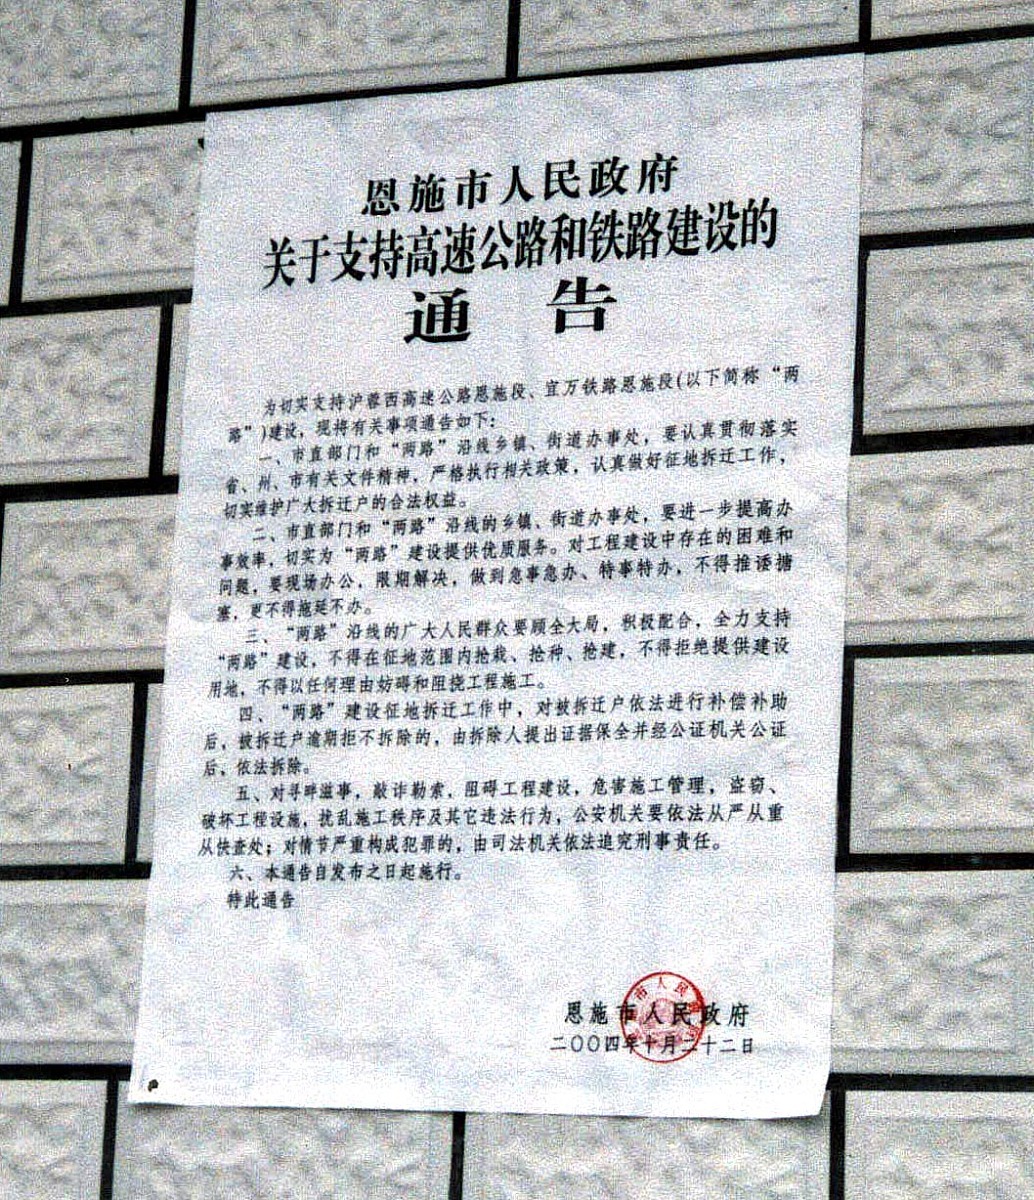 恩施市人民政府
关于支持高速公路和铁路建设的
通 告
为切实支持沪蓉西高速公路恩施段、宜万铁路恩施段(以下简称“两
路”)建设，现将有关事项通告如下：
一、市直部门和“两路”沿线乡镇、街道办事处，要认真贯彻落实
省、州、市有关文件精神，严格执行相关政策，认真做好征地拆迁工作，
切实维护广大拆迁户的合法权益。
二、市直部门和“两路”沿线的乡镇、街道办事处，要进一步提高办
事效率，切实为“两路”建设提供优质服务。对工程建设中存在的困难和
问题，要现场办公，限期解决，做到急事急办、特事特办，不得推诿搪
塞，更不得拖延不办。
三、“两路”沿线的广大人民群众要顾全大局，积极配合，全力支持
“两路”建设，不得在征地范围内抢栽、抢种、抢建，不得拒绝提供建设
用地，不得以任何理由妨碍和阻挠工程施工。
四、“两路”建设征地拆迁工作中，对被拆迁户依法进行补偿补助
后，被拆迁户逾期拒不拆除的，由拆除人提出证据保全并经公证机关公证
后，依法拆除。
五、对寻衅滋事，敲诈勒索，阻碍工程建设，危害施工管理，盗窃、
破坏工程设施，扰乱施工秩序及其它违法行为，公安机关要依法从严从重
从快查处；对情节严重构成犯罪的，由司法机关依法追究刑事责任。
六、本通告自发布之日起施行。
特此通告
恩施市人民政府
二〇〇四年十月二十二日